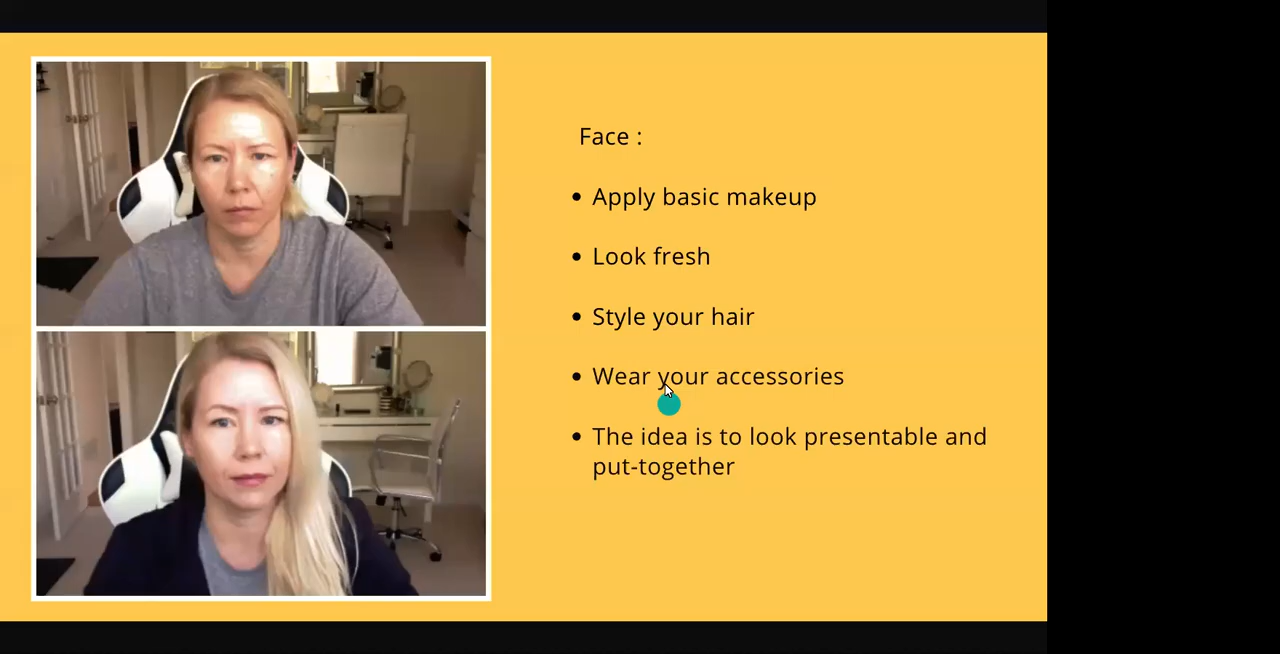 Face :
• Apply basic makeup
• Look fresh
• Style your hair
• Wear your accessories
• The idea is to look presentable and
put-together